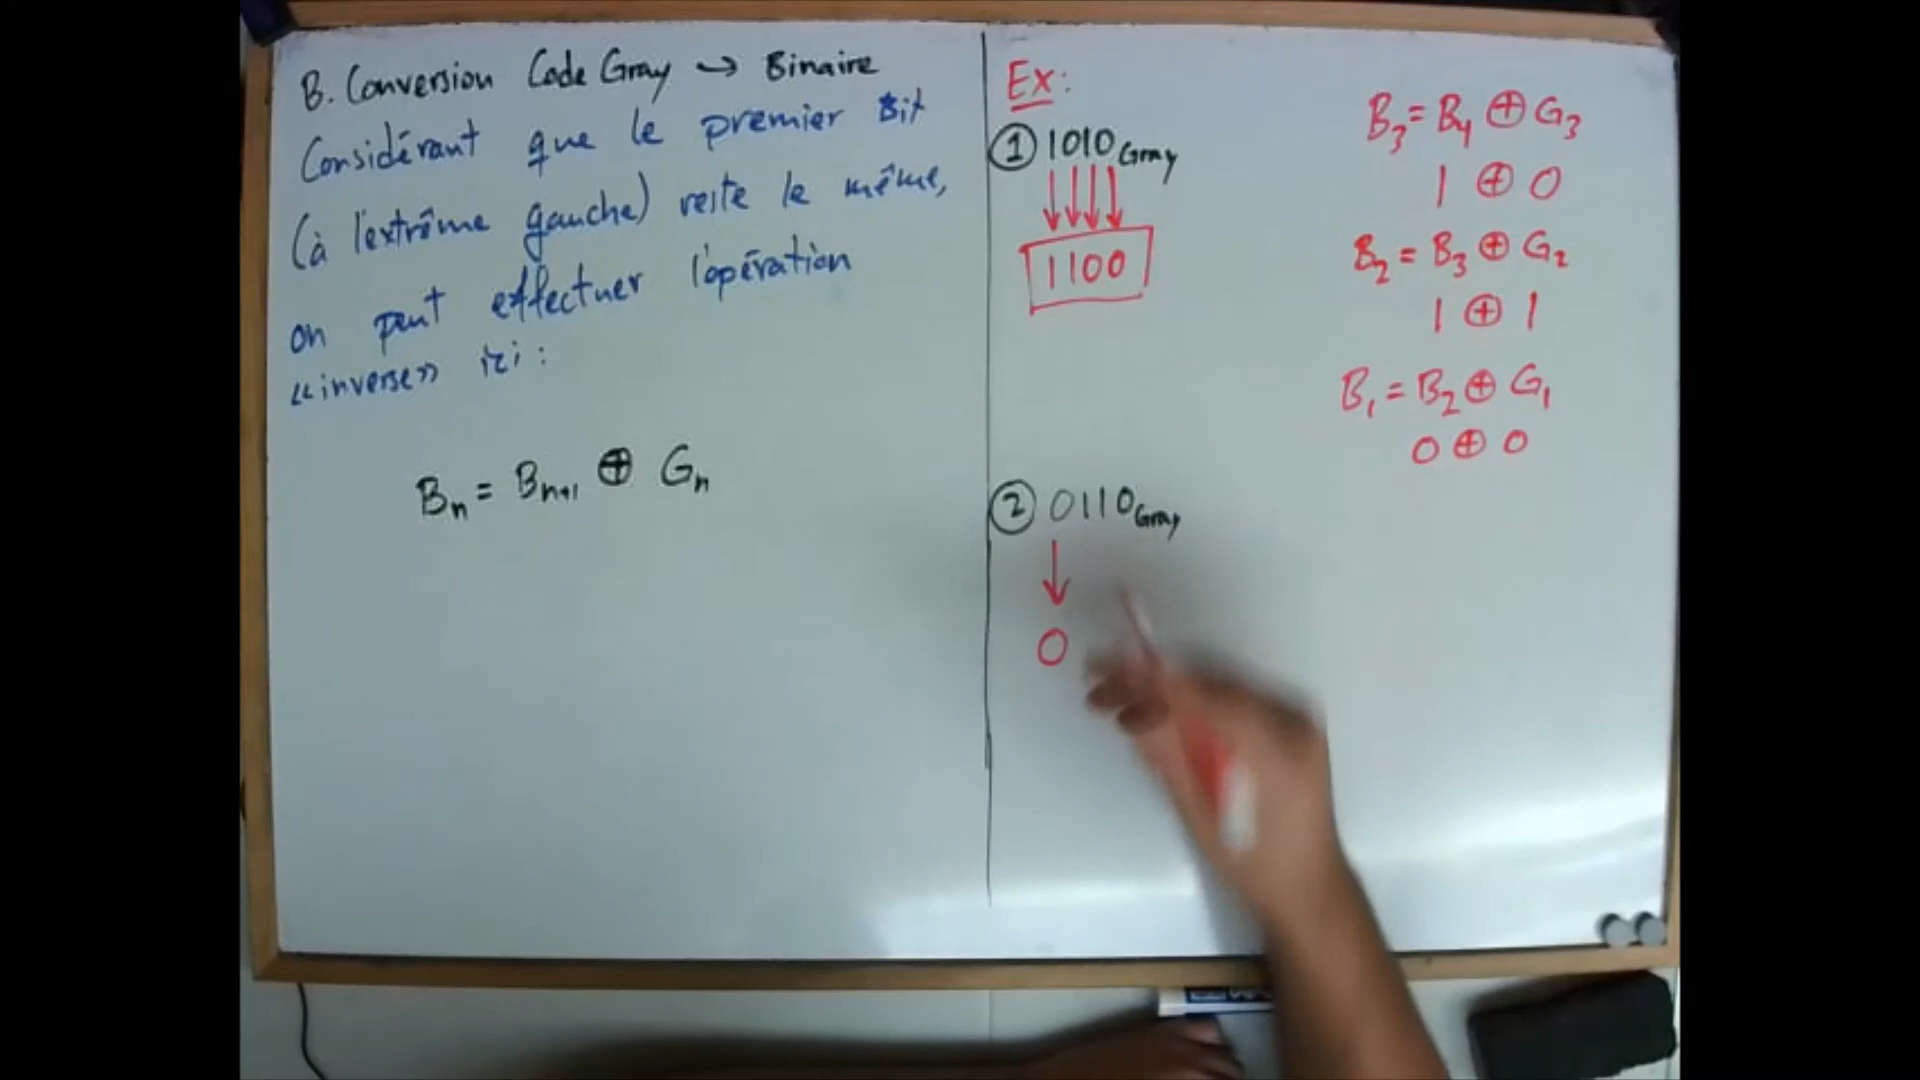 B. Conversion Code Gray → Binaire
Considérant que le premier Bit
(à l'extrême gauche) reste le même,
on peut effectuer l'opération
«inverse» ici :
Bn = Bn+1 ⊕ Gn
Ex:
① 1010Gray
1100
B3 = B4 ⊕ G3
1 ⊕ 0
B2 = B3 ⊕ G2
1 ⊕ 1
B1 = B2 ⊕ G1
0 ⊕ 0
② 0110Gray
0